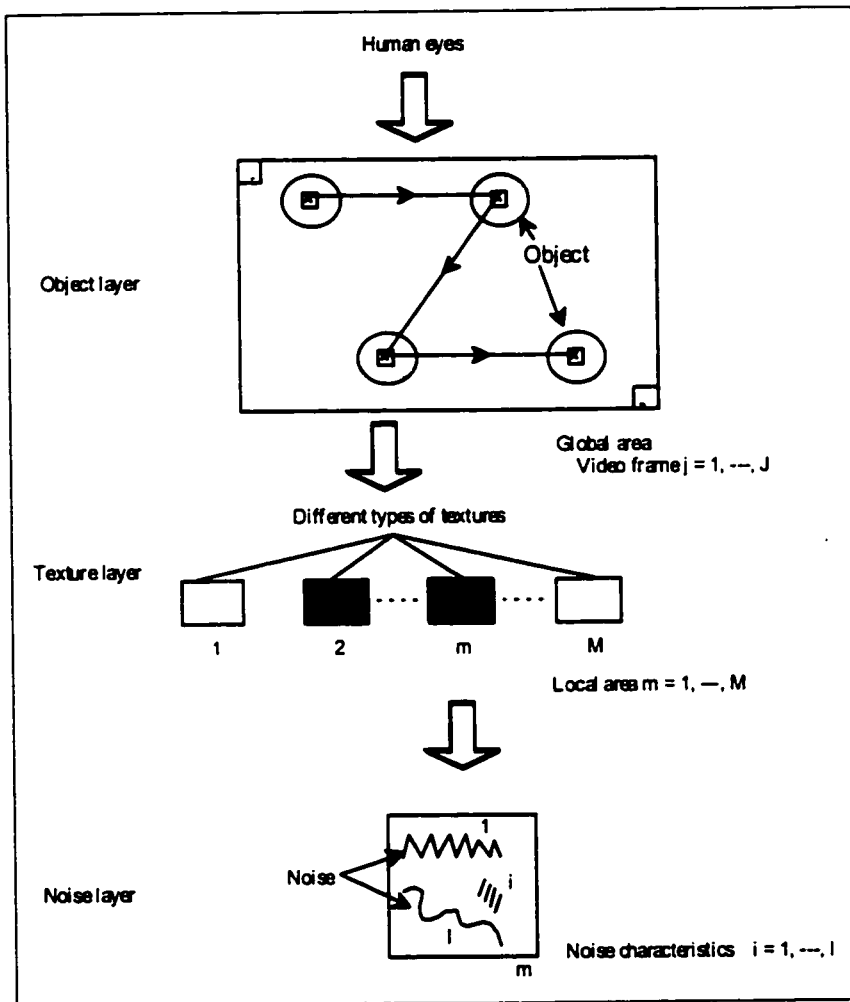 Human eyes
Object
Object layer
Global area
Video frame j = 1, ---, J
Different types of textures
Texture layer
1 2 m M
Local area m = 1, —, M
1
Noise
i
Noise layer
I
Noise characteristics i = 1, ---, I
m